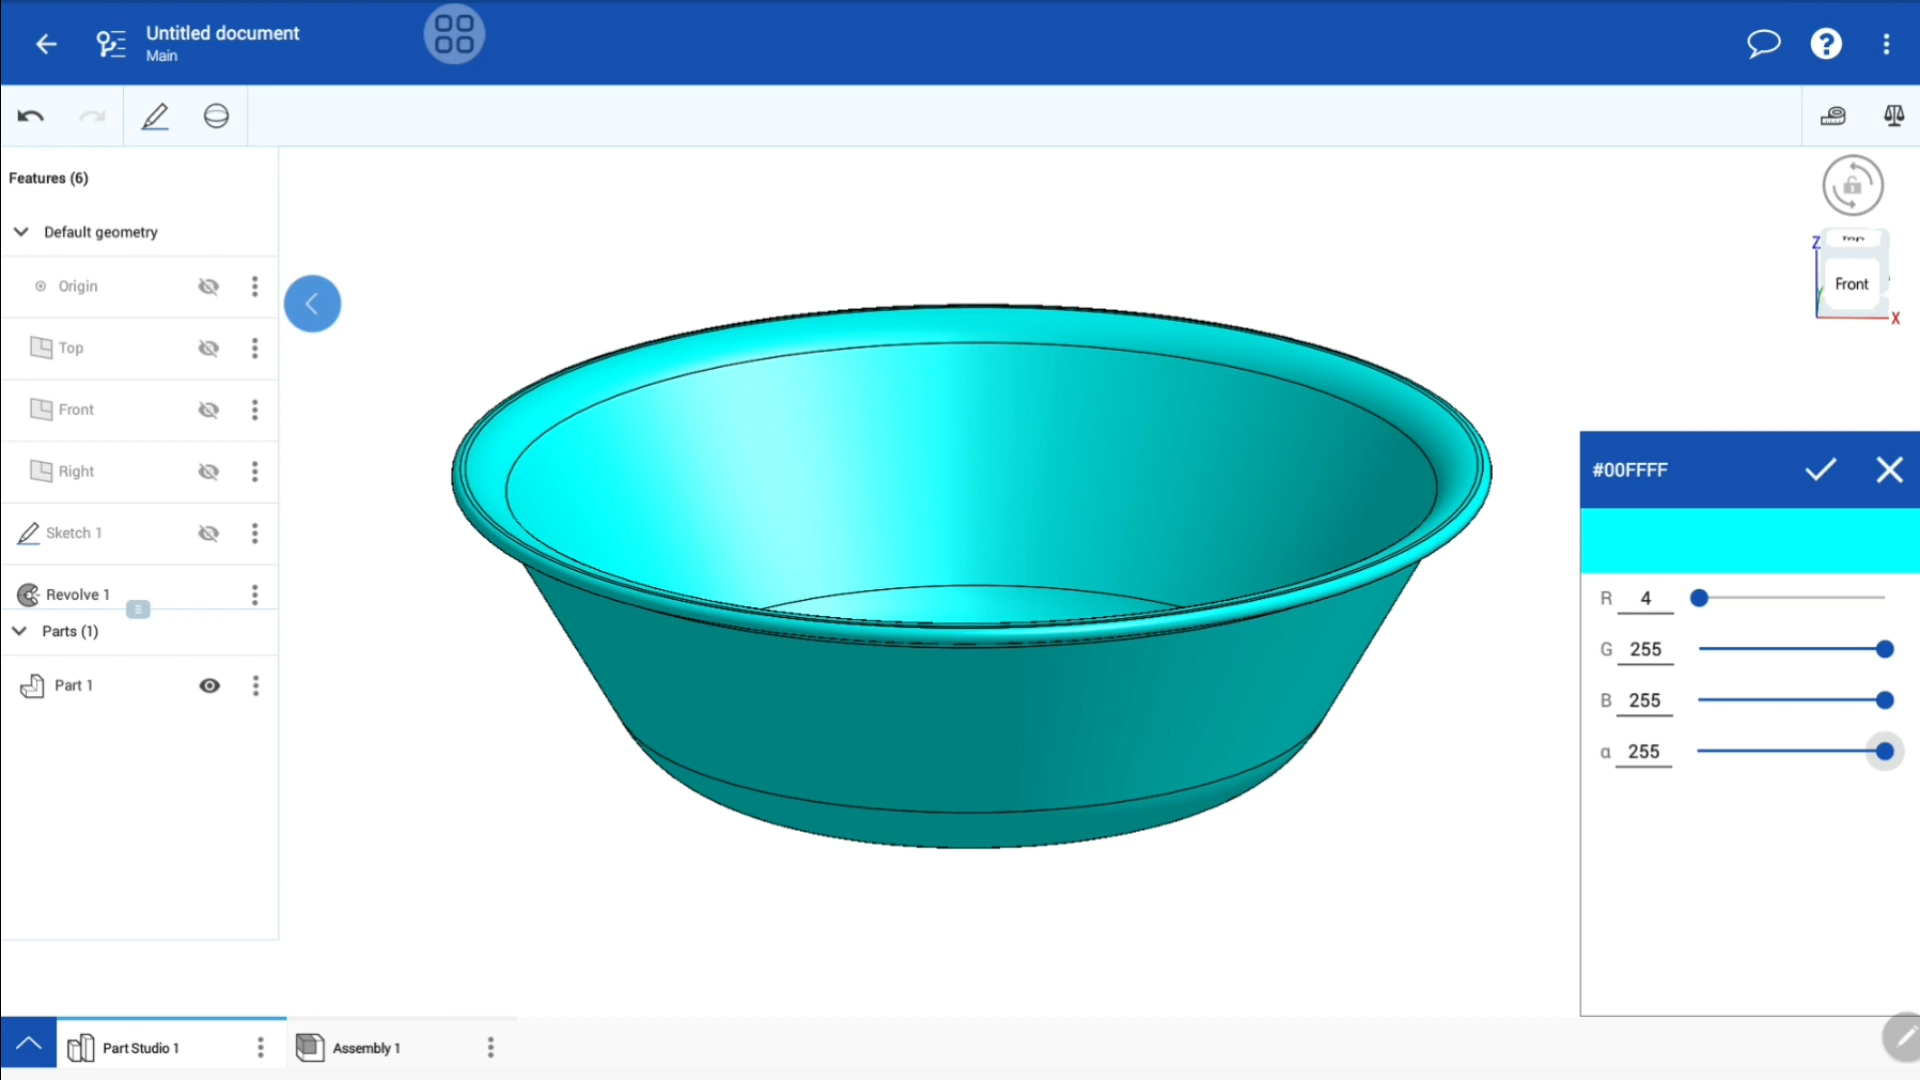 Untitled document
Main
Features (6)
Default geometry
Origin
Top
Front
Right
Sketch 1
Revolve 1
Parts (1)
Part 1
Z
Top
Front
X
#00FFFF
R 4
G 255
B 255
α 255
Part Studio 1
Assembly 1